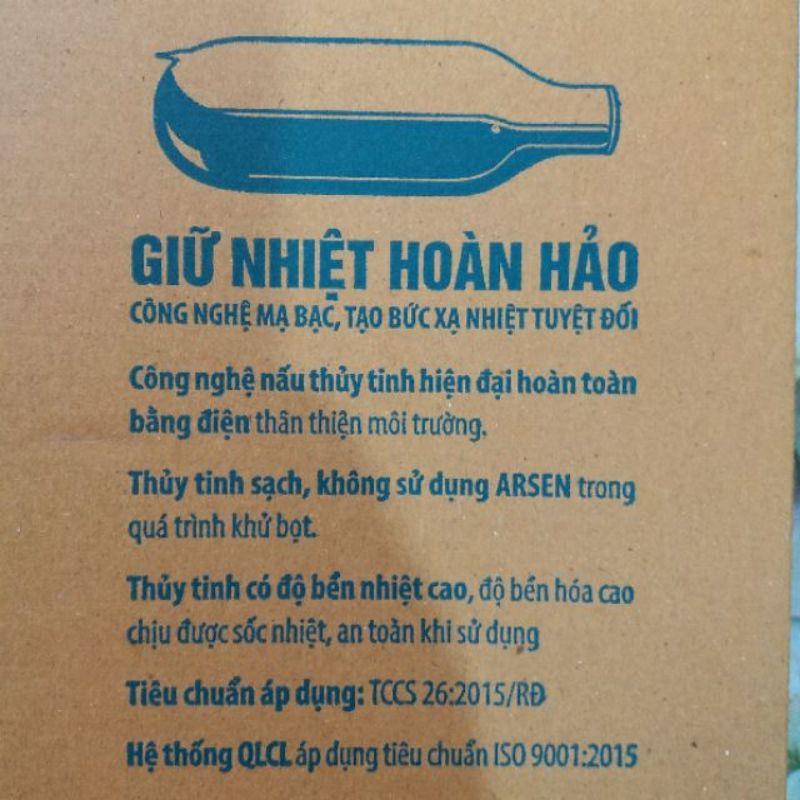 GIỮ NHIỆT HOÀN HẢO
CÔNG NGHỆ MẠ BẠC, TẠO BỨC XẠ NHIỆT TUYỆT ĐỐI
Công nghệ nấu thủy tinh hiện đại hoàn toàn
bằng điện thân thiện môi trường.
Thủy tinh sạch, không sử dụng ARSEN trong
quá trình khử bọt.
Thủy tinh có độ bền nhiệt cao, độ bền hóa cao
chịu được sốc nhiệt, an toàn khi sử dụng
Tiêu chuẩn áp dụng: TCCS 26:2015/RĐ
Hệ thống QLCL áp dụng tiêu chuẩn ISO 9001:2015